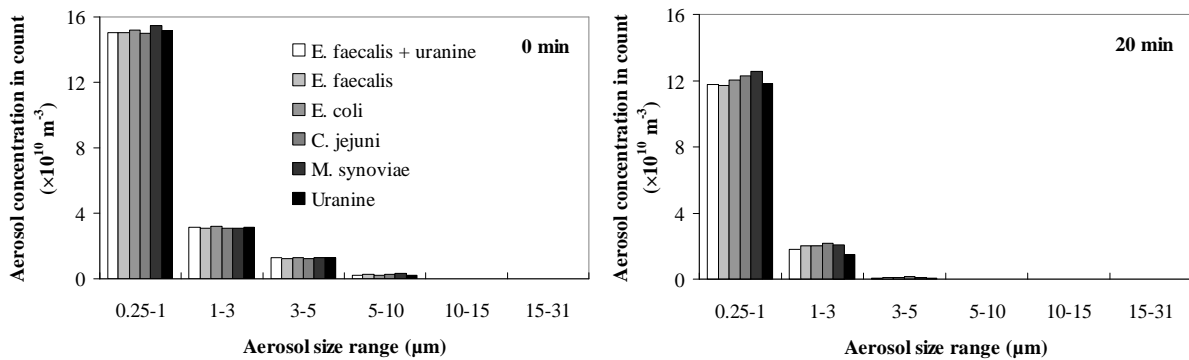 Aerosol concentration in count
(×10¹⁰ m⁻³)
16
12
8
4
0
0 min
E. faecalis + uranine
E. faecalis
E. coli
C. jejuni
M. synoviae
Uranine
0.25-1 1-3 3-5 5-10 10-15 15-31
Aerosol size range (µm)
Aerosol concentration in count
(×10¹⁰ m⁻³)
16
12
8
4
0
20 min
0.25-1 1-3 3-5 5-10 10-15 15-31
Aerosol size range (µm)